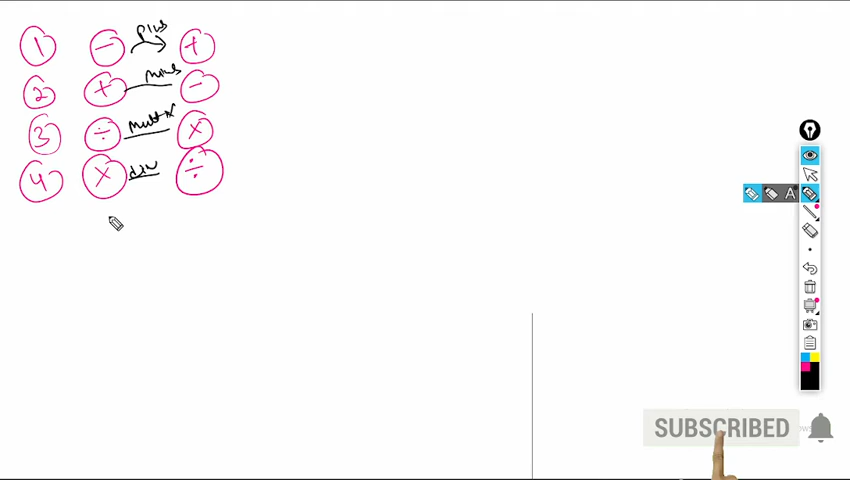 1 − plus +
2 + minus −
3 ÷ multi ×
4 × div ÷
A
SUBSCRIBED